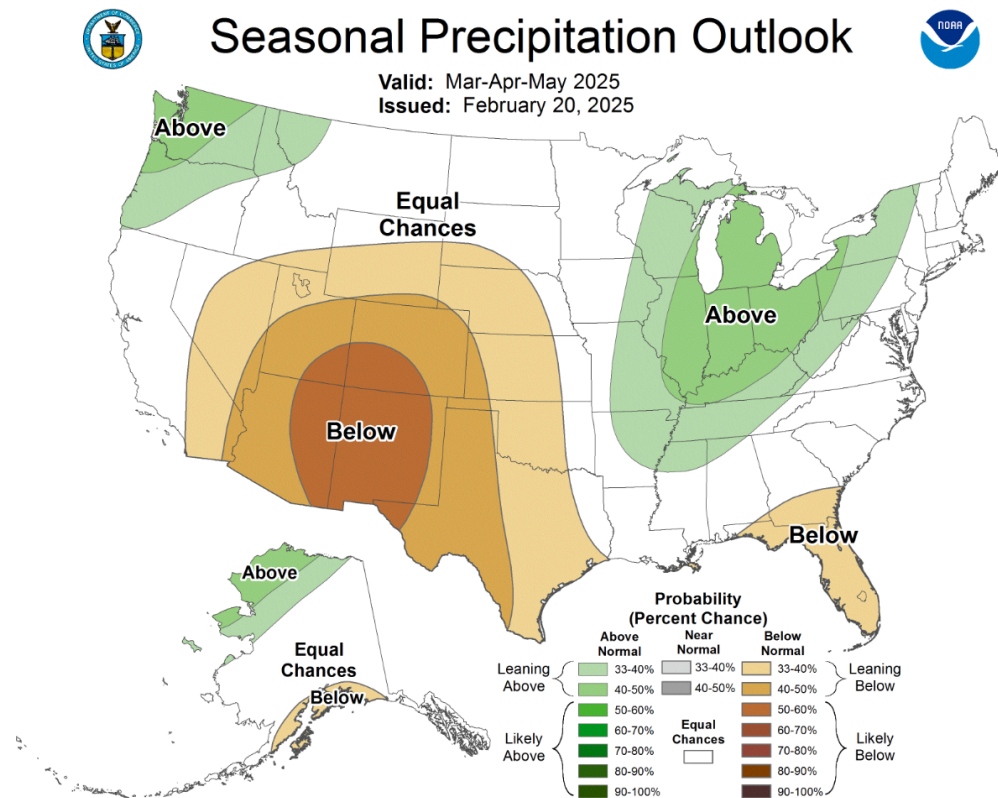 NOAA
Seasonal Precipitation Outlook
Valid: Mar-Apr-May 2025
Issued: February 20, 2025
Above
Equal
Chances
Above
Below
Below
Above
Equal
Chances
Below
Probability
(Percent Chance)
Above
Normal
Near
Normal
Below
Normal
Leaning
Above
33-40%
33-40%
33-40%
Leaning
Below
40-50%
40-50%
40-50%
Likely
Above
50-60%
60-70%
70-80%
80-90%
90-100%
Equal
Chances
50-60%
60-70%
70-80%
80-90%
90-100%
Likely
Below